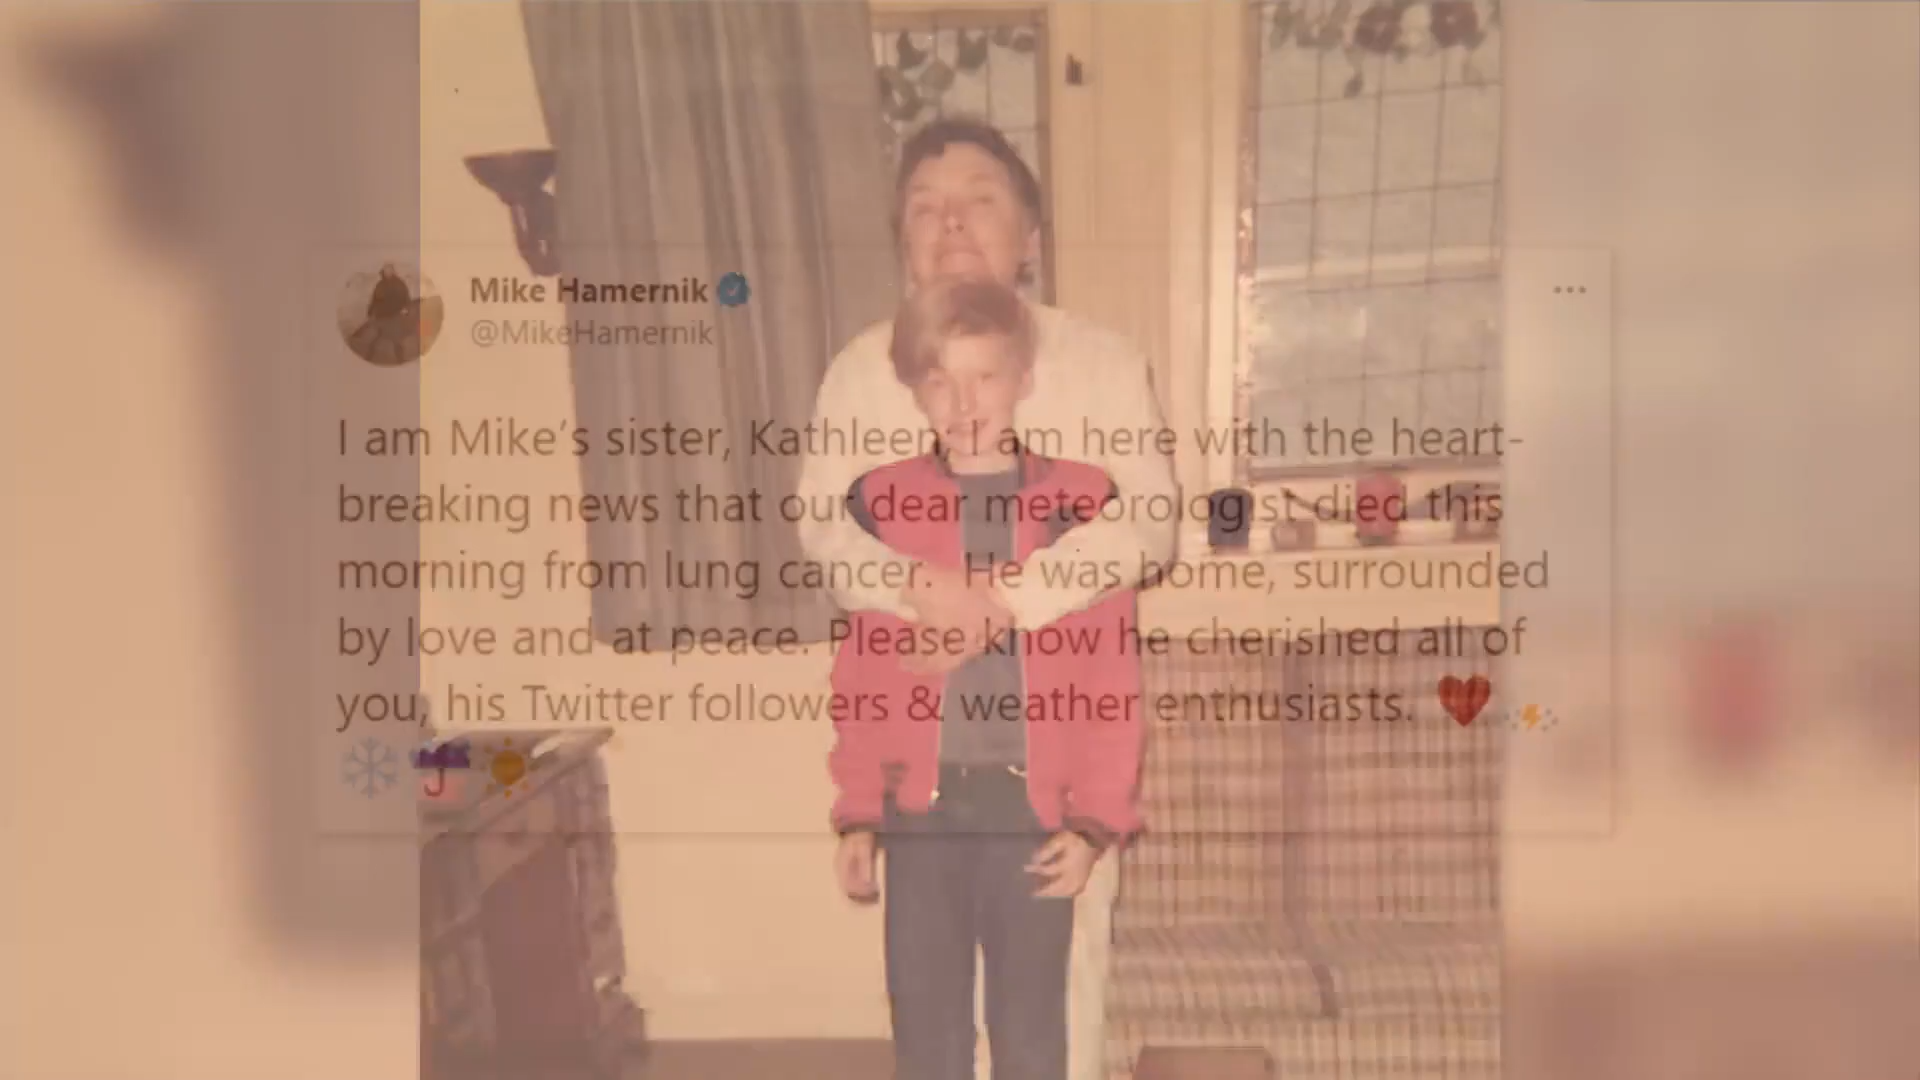 Mike Hamernik
@MikeHamernik
I am Mike’s sister, Kathleen; I am here with the heart-
breaking news that our dear meteorologist died this
morning from lung cancer.  He was home, surrounded
by love and at peace. Please know he cherished all of
you, his Twitter followers & weather enthusiasts. ❤️⛈️
❄️☔☀️